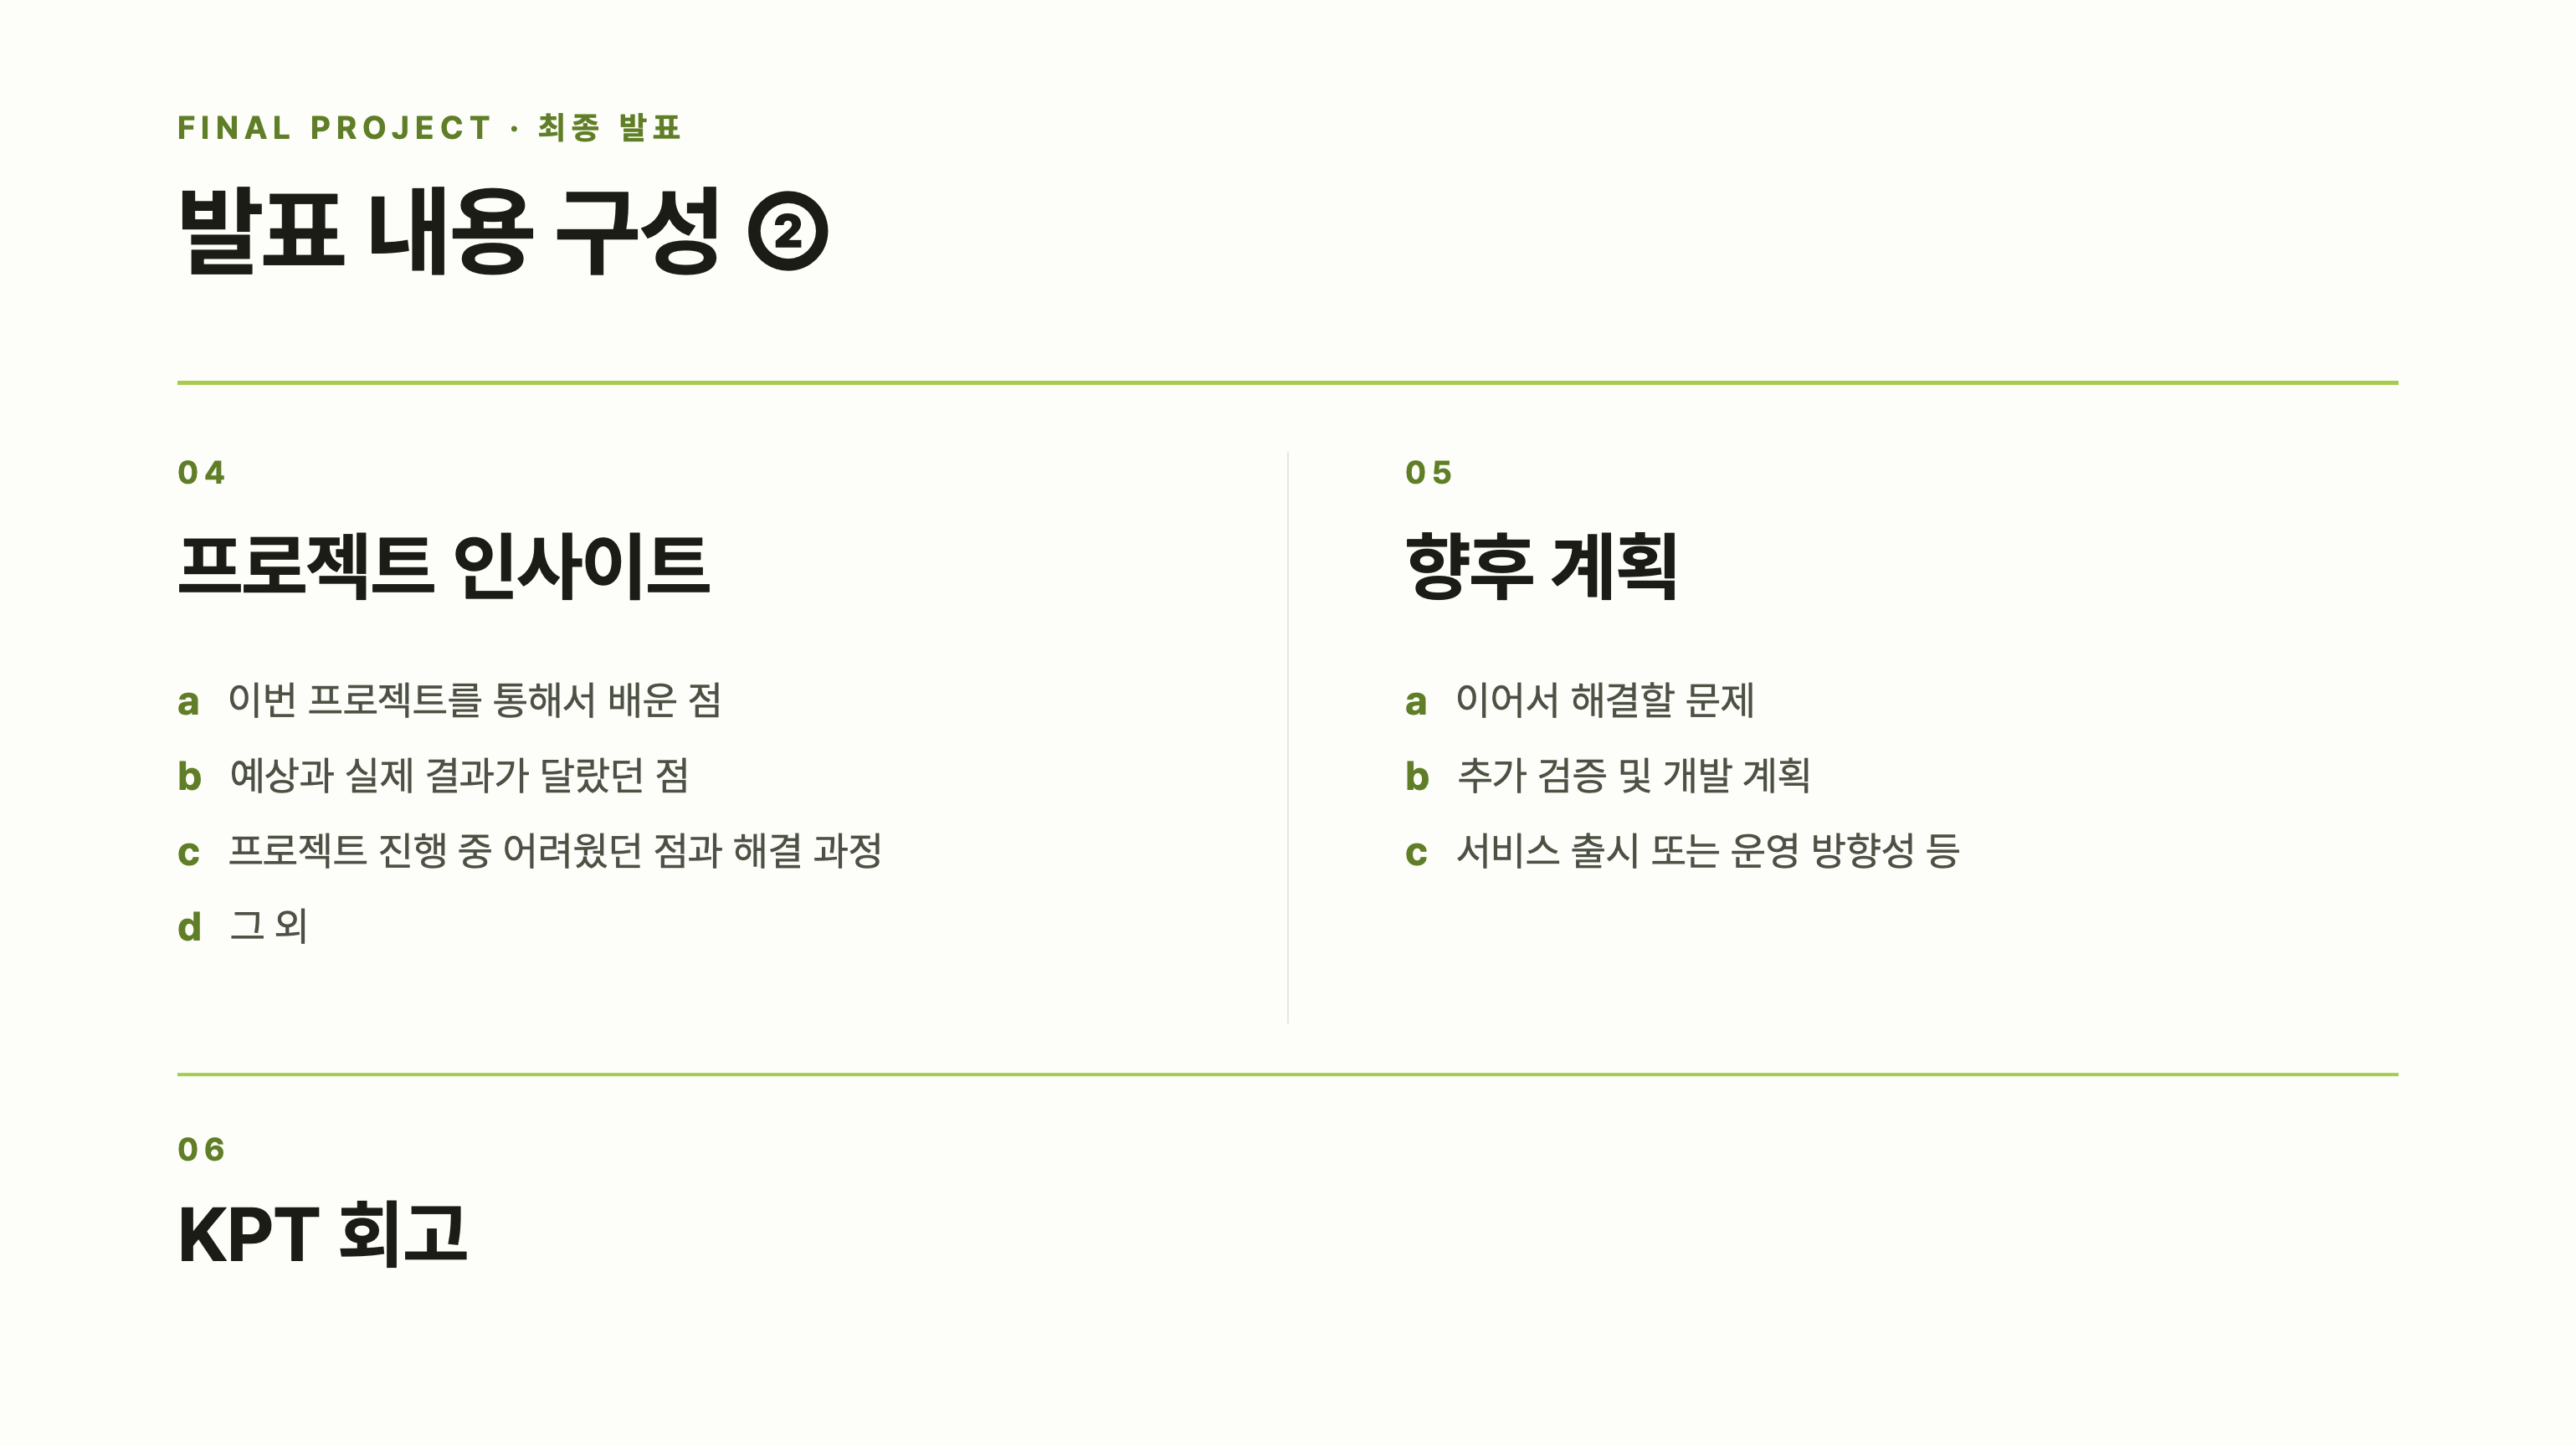 FINAL PROJECT · 최종 발표
발표 내용 구성 ②
04
프로젝트 인사이트
a 이번 프로젝트를 통해서 배운 점
b 예상과 실제 결과가 달랐던 점
c 프로젝트 진행 중 어려웠던 점과 해결 과정
d 그 외
05
향후 계획
a 이어서 해결할 문제
b 추가 검증 및 개발 계획
c 서비스 출시 또는 운영 방향성 등
06
KPT 회고